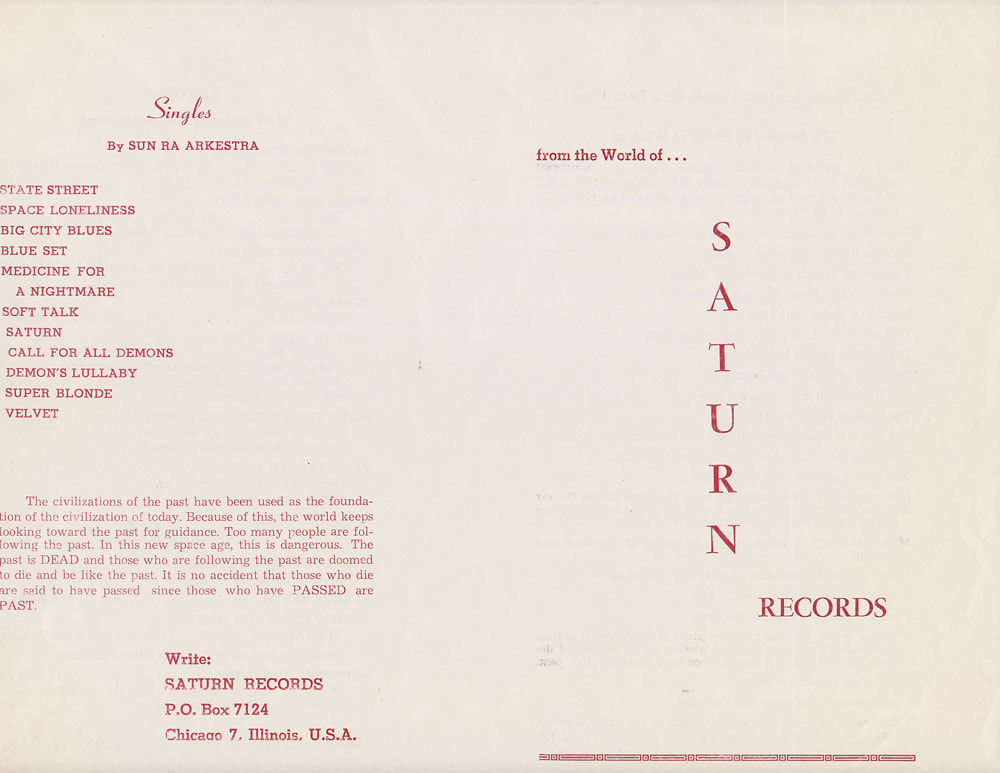 Singles
By SUN RA ARKESTRA
STATE STREET
SPACE LONELINESS
BIG CITY BLUES
BLUE SET
MEDICINE FOR
A NIGHTMARE
SOFT TALK
SATURN
CALL FOR ALL DEMONS
DEMON'S LULLABY
SUPER BLONDE
VELVET
The civilizations of the past have been used as the founda-
tion of the civilization of today. Because of this, the world keeps
looking toward the past for guidance. Too many people are fol-
lowing the past. In this new space age, this is dangerous. The
past is DEAD and those who are following the past are doomed
to die and be like the past. It is no accident that those who die
are said to have passed since those who have PASSED are
PAST.
Write:
SATURN RECORDS
P.O. Box 7124
Chicago 7, Illinois, U.S.A.
from the World of . . .
S
A
T
U
R
N
RECORDS